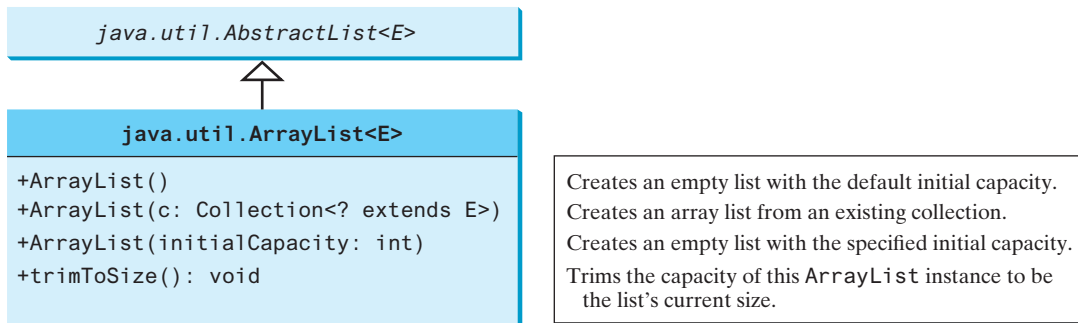 java.util.AbstractList<E>
java.util.ArrayList<E>
+ArrayList()
+ArrayList(c: Collection<? extends E>)
+ArrayList(initialCapacity: int)
+trimToSize(): void
Creates an empty list with the default initial capacity.
Creates an array list from an existing collection.
Creates an empty list with the specified initial capacity.
Trims the capacity of this ArrayList instance to be
the list's current size.